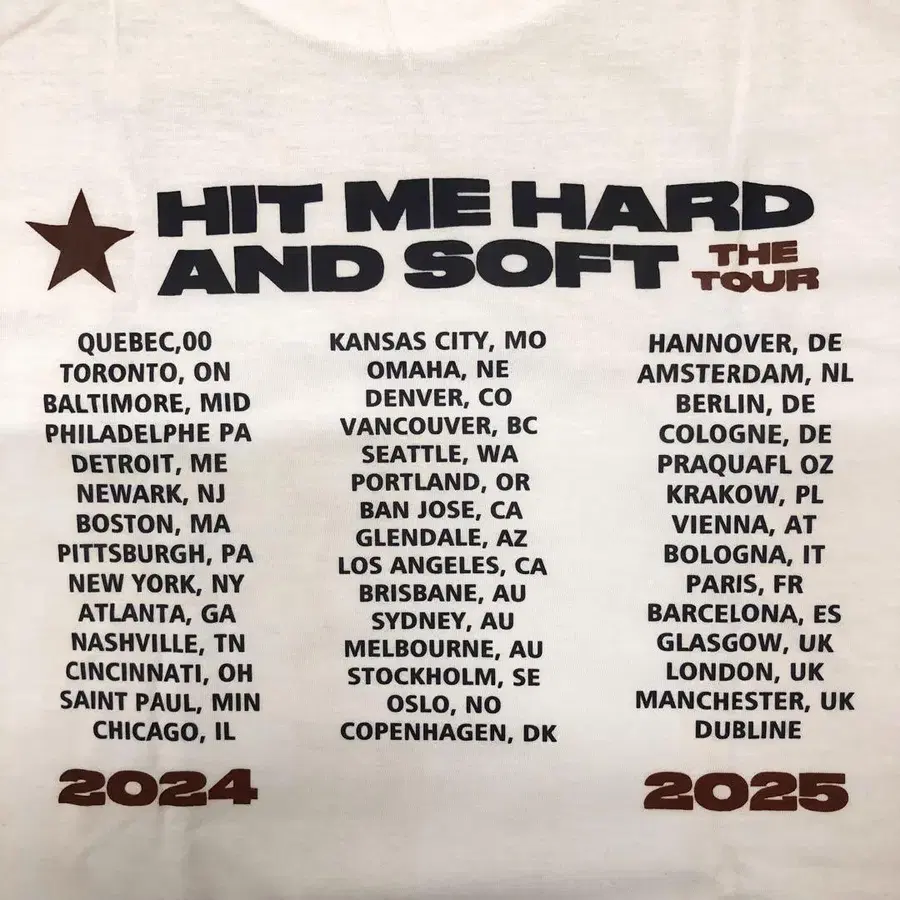 HIT ME HARD
AND SOFT THE
TOUR
QUEBEC,00
TORONTO, ON
BALTIMORE, MID
PHILADELPHE PA
DETROIT, ME
NEWARK, NJ
BOSTON, MA
PITTSBURGH, PA
NEW YORK, NY
ATLANTA, GA
NASHVILLE, TN
CINCINNATI, OH
SAINT PAUL, MIN
CHICAGO, IL
2024
KANSAS CITY, MO
OMAHA, NE
DENVER, CO
VANCOUVER, BC
SEATTLE, WA
PORTLAND, OR
BAN JOSE, CA
GLENDALE, AZ
LOS ANGELES, CA
BRISBANE, AU
SYDNEY, AU
MELBOURNE, AU
STOCKHOLM, SE
OSLO, NO
COPENHAGEN, DK
HANNOVER, DE
AMSTERDAM, NL
BERLIN, DE
COLOGNE, DE
PRAQUAFL OZ
KRAKOW, PL
VIENNA, AT
BOLOGNA, IT
PARIS, FR
BARCELONA, ES
GLASGOW, UK
LONDON, UK
MANCHESTER, UK
DUBLINE
2025